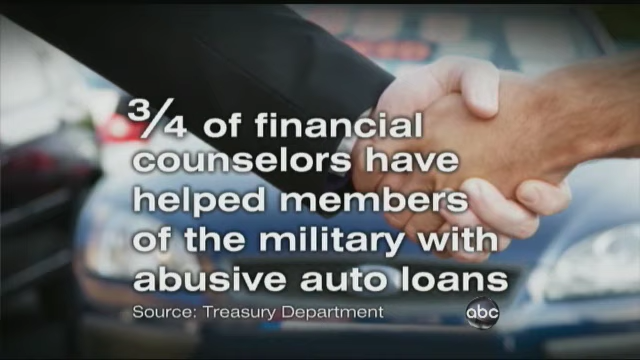 3/4 of financial
counselors have
helped members
of the military with
abusive auto loans
Source: Treasury Department
abc